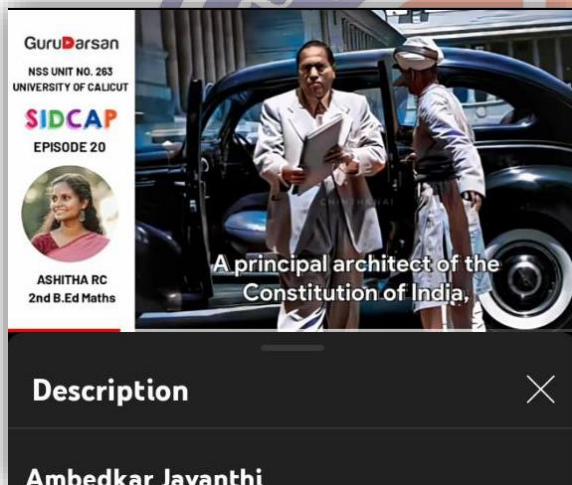 GuruDarsan
NSS UNIT NO. 263
UNIVERSITY OF CALICUT
SIDCAP
EPISODE 20
ASHITHA RC
2nd B.Ed Maths
CHINTHANAI
A principal architect of the
Constitution of India,
Description
Ambedkar Jayanthi